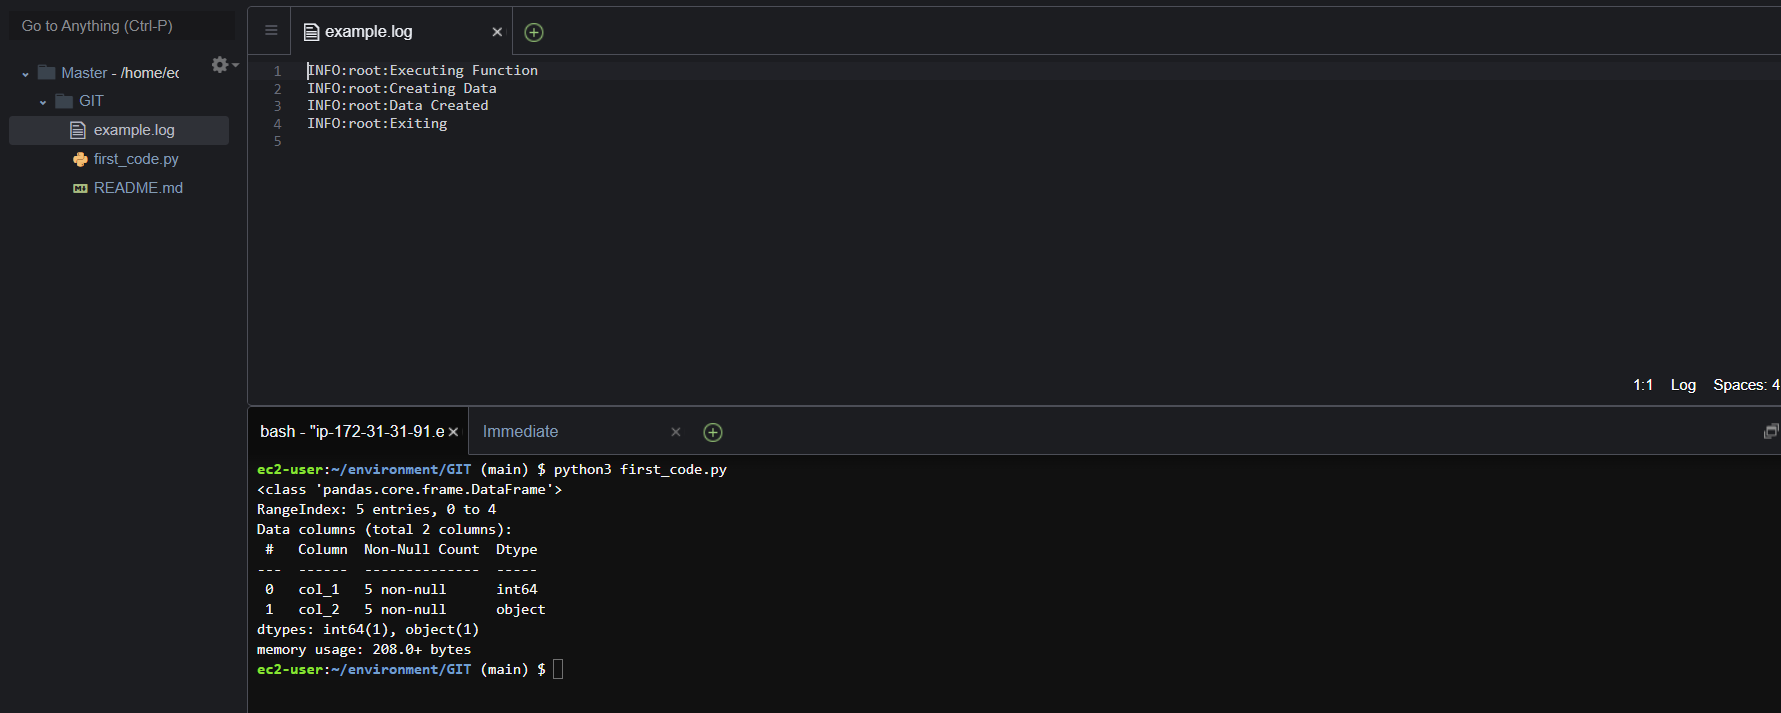 Go to Anything (Ctrl-P)
Master - /home/ec
GIT
example.log
first_code.py
README.md
example.log
1 INFO:root:Executing Function
2 INFO:root:Creating Data
3 INFO:root:Data Created
4 INFO:root:Exiting
5
1:1 Log Spaces: 4
bash - "ip-172-31-31-91.e Immediate
ec2-user:~/environment/GIT (main) $ python3 first_code.py
<class 'pandas.core.frame.DataFrame'>
RangeIndex: 5 entries, 0 to 4
Data columns (total 2 columns):
 #   Column  Non-Null Count  Dtype
---  ------  --------------  -----
 0   col_1   5 non-null      int64
 1   col_2   5 non-null      object
dtypes: int64(1), object(1)
memory usage: 208.0+ bytes
ec2-user:~/environment/GIT (main) $